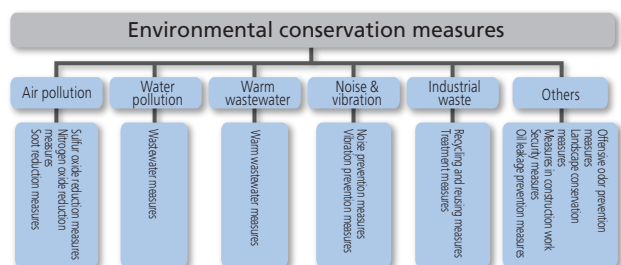 Environmental conservation measures
Air pollution
Water
pollution
Warm
wastewater
Noise &
vibration
Industrial
waste
Others
Sulfur oxide reduction measures
Nitrogen oxide reduction
measures
Soot reduction measures
Wastewater measures
Warm wastewater measures
Noise prevention measures
Vibration prevention measures
Recycling and reusing measures
Treatment measures
Offensive odor prevention
measures
Landscape conservation
measures
Measures in construction work
Security measures
Oil leakage prevention measures